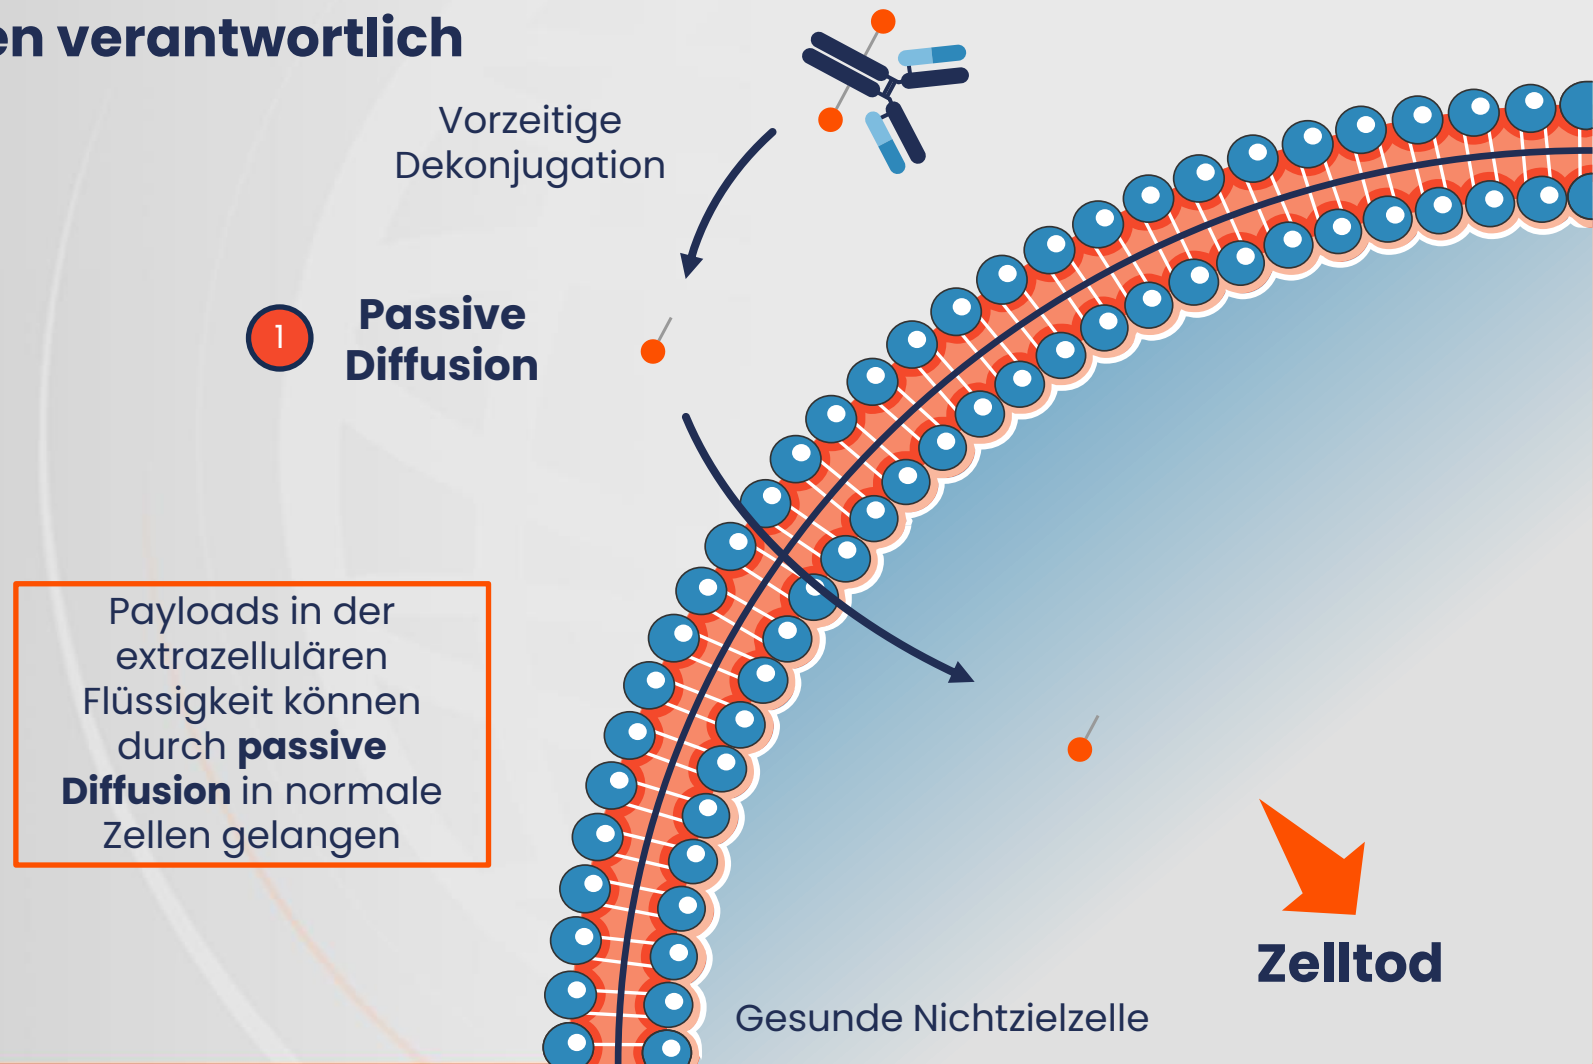 en verantwortlich
Vorzeitige
Dekonjugation
1
Passive
Diffusion
Payloads in der
extrazellulären
Flüssigkeit können
durch passive
Diffusion in normale
Zellen gelangen
Zelltod
Gesunde Nichtzielzelle